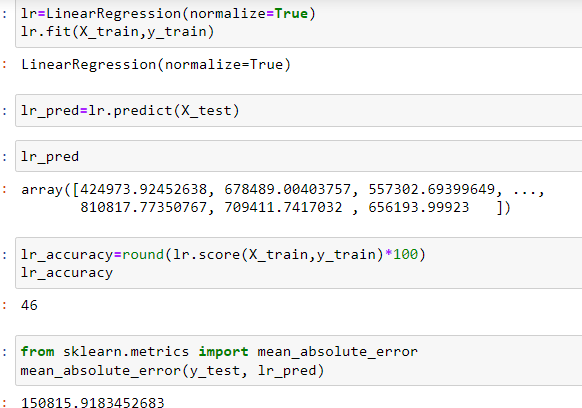 lr=LinearRegression(normalize=True)
lr.fit(X_train,y_train)
LinearRegression(normalize=True)
lr_pred=lr.predict(X_test)
lr_pred
array([424973.92452638, 678489.00403757, 557302.69399649, ...,
       810817.77350767, 709411.7417032 , 656193.99923   ])
lr_accuracy=round(lr.score(X_train,y_train)*100)
lr_accuracy
46
from sklearn.metrics import mean_absolute_error
mean_absolute_error(y_test, lr_pred)
150815.9183452683